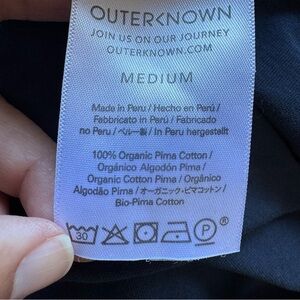 OUTERKNOWN
JOIN US ON OUR JOURNEY
OUTERKNOWN.COM
MEDIUM
Made in Peru / Hecho en Perú /
Fabbricato in Perú / Fabricado
no Peru / ペルー製 / In Peru hergestellt
100% Organic Pima Cotton /
Orgánico Algodón Pima /
Organic Cotton Pima / Orgânico
Algodão Pima / オーガニック・ピマコットン /
Bio-Pima Cotton
30 P ®